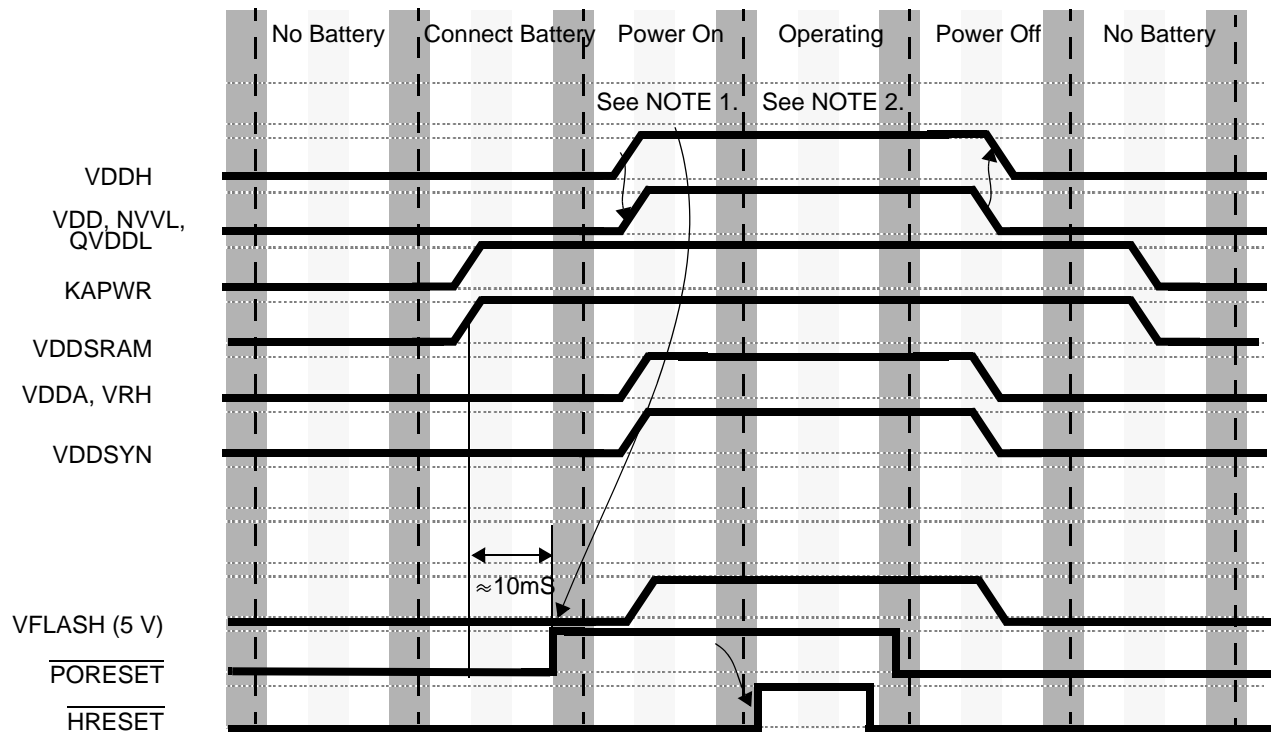 No Battery Connect Battery Power On Operating Power Off No Battery
See NOTE 1. See NOTE 2.
VDDH
VDD, NVVL,
QVDDL
KAPWR
VDDSRAM
VDDA, VRH
VDDSYN
≈10mS
VFLASH (5 V)
PORESET
HRESET